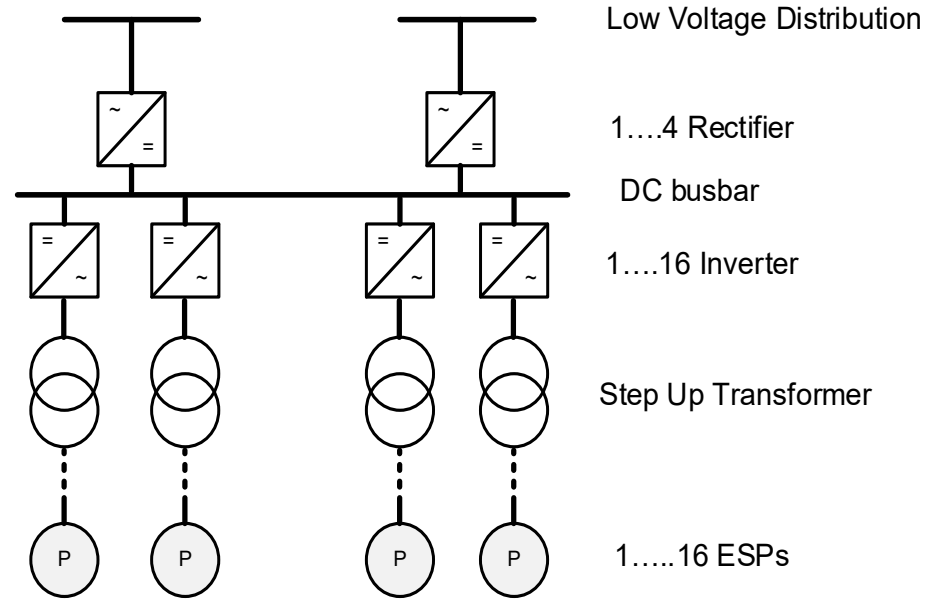 Low Voltage Distribution
~
=
~
=
1....4 Rectifier
DC busbar
=
~
=
~
=
~
=
~
1....16 Inverter
Step Up Transformer
P
P
P
P
1.....16 ESPs